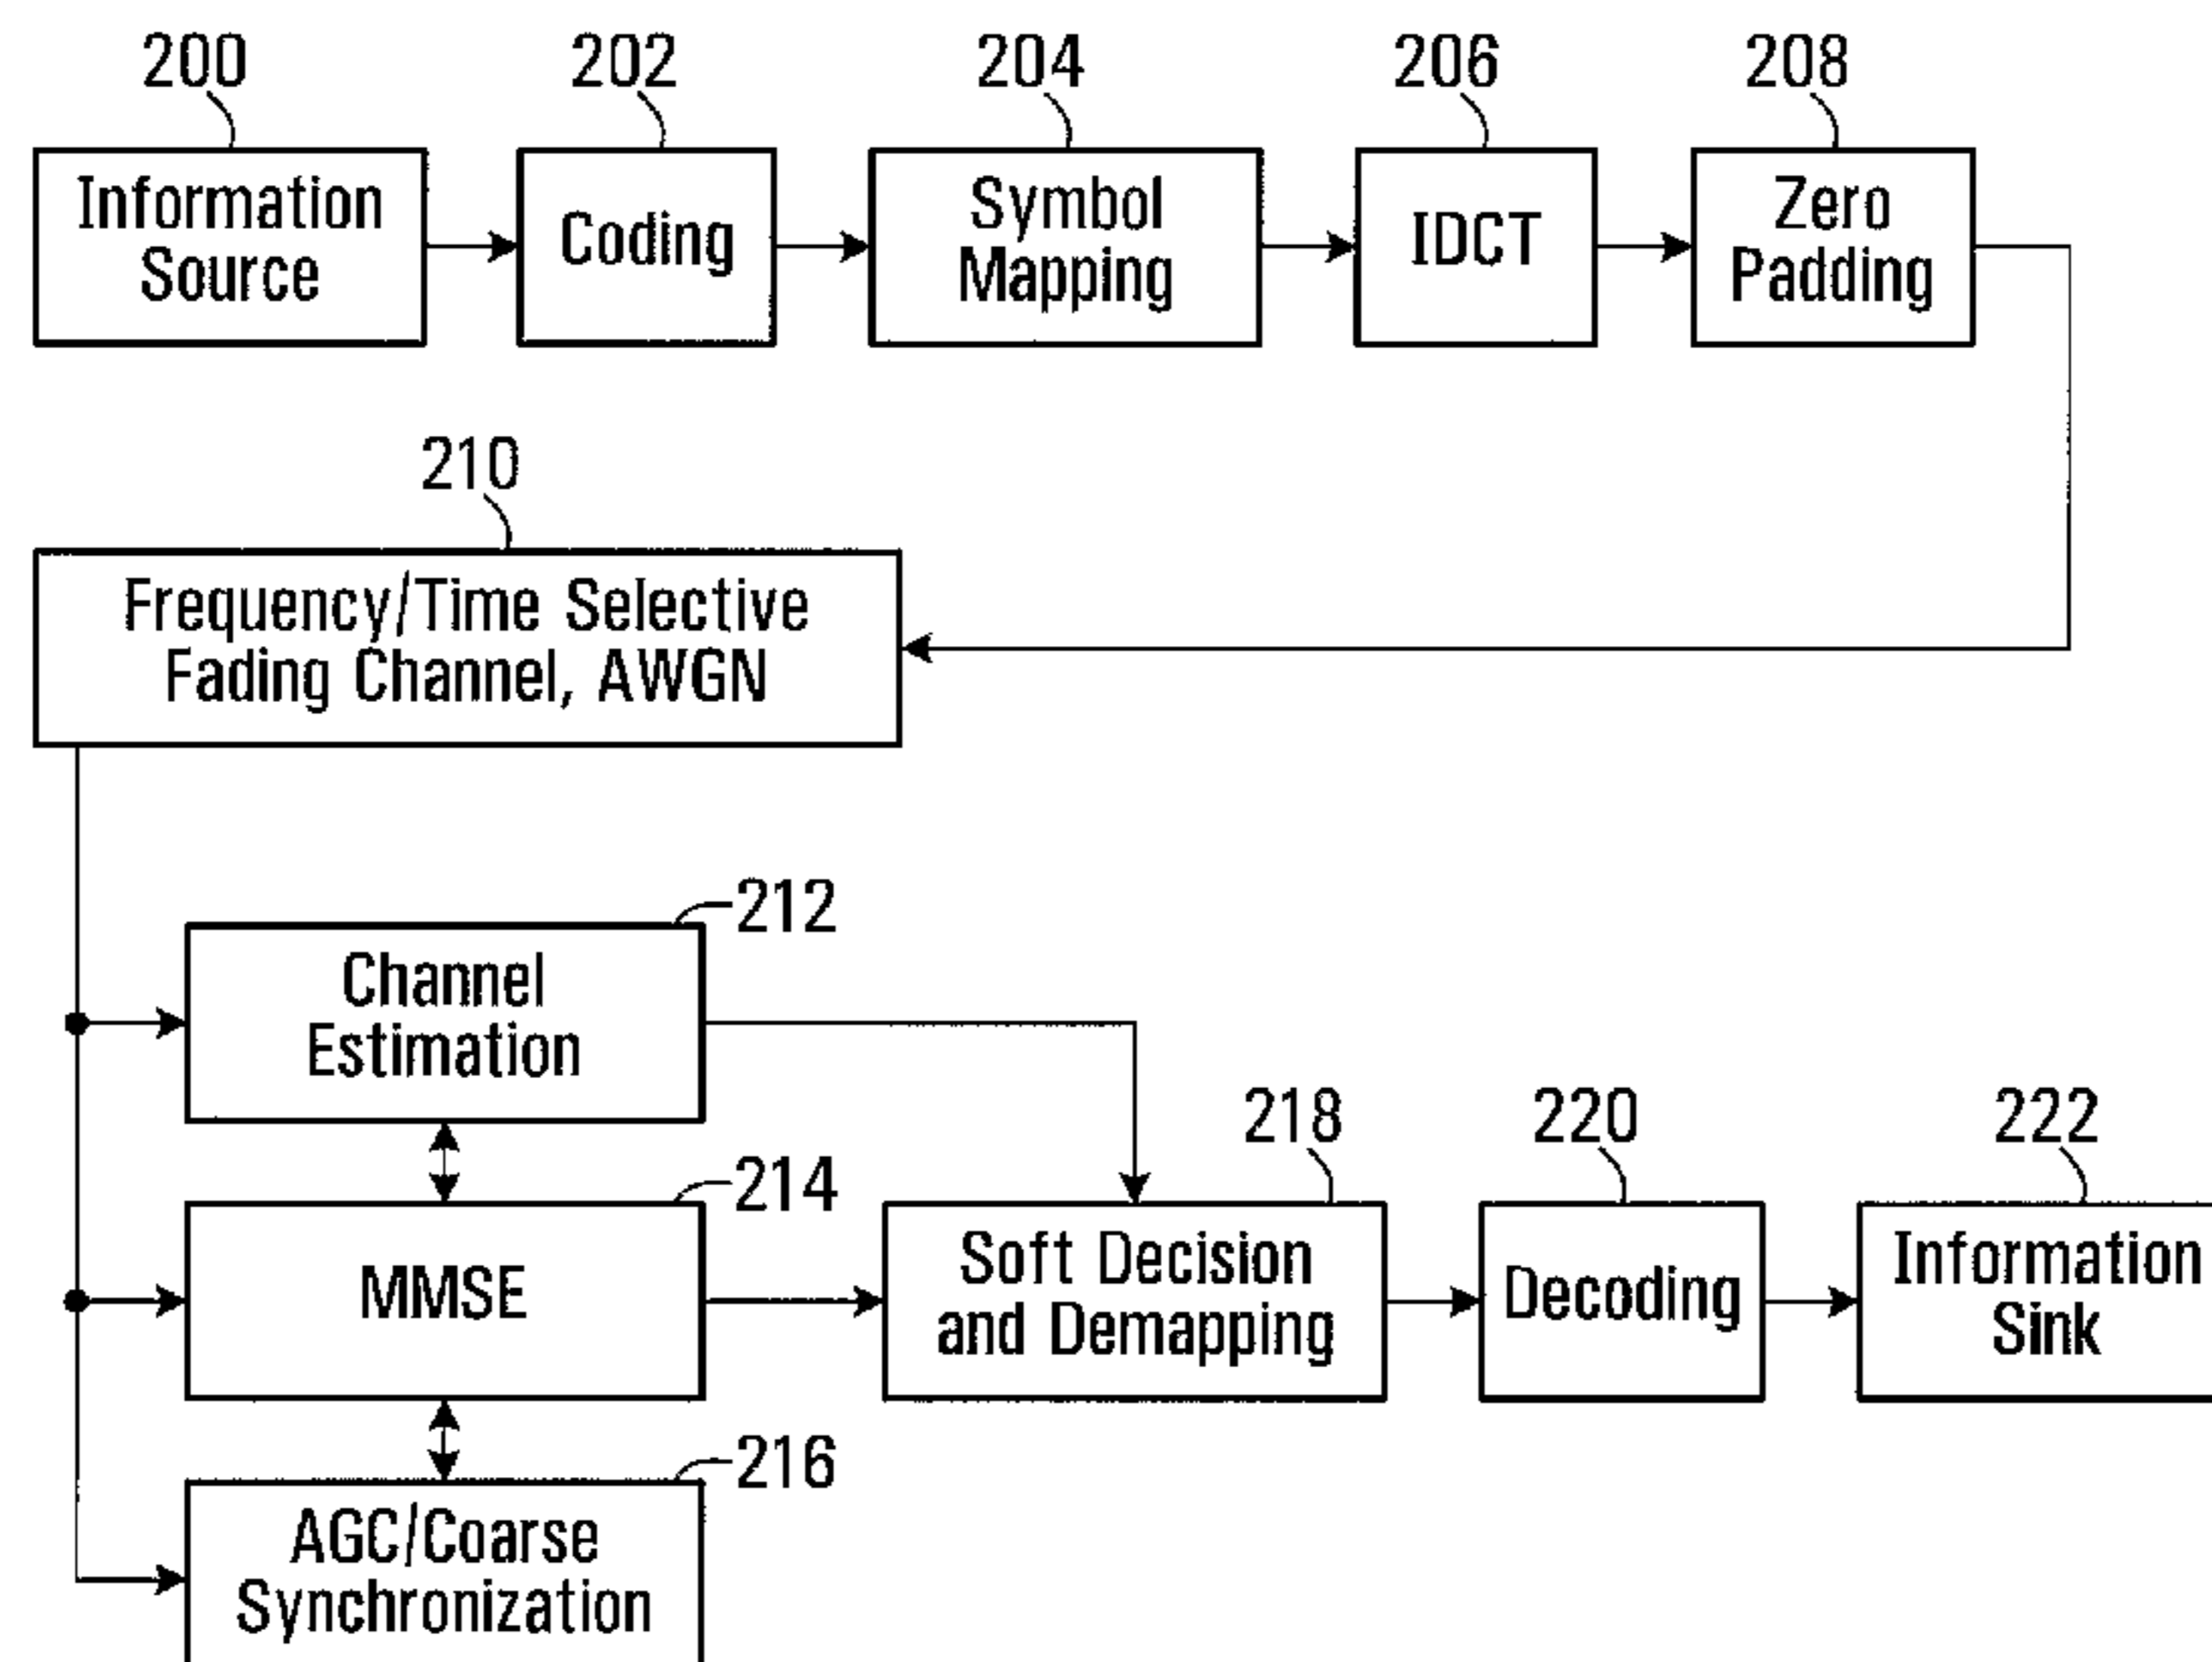 200
202
204
206
208
Information
Source
Coding
Symbol
Mapping
IDCT
Zero
Padding
210
Frequency/Time Selective
Fading Channel, AWGN
212
Channel
Estimation
214
MMSE
218
Soft Decision
and Demapping
220
Decoding
222
Information
Sink
216
AGC/Coarse
Synchronization